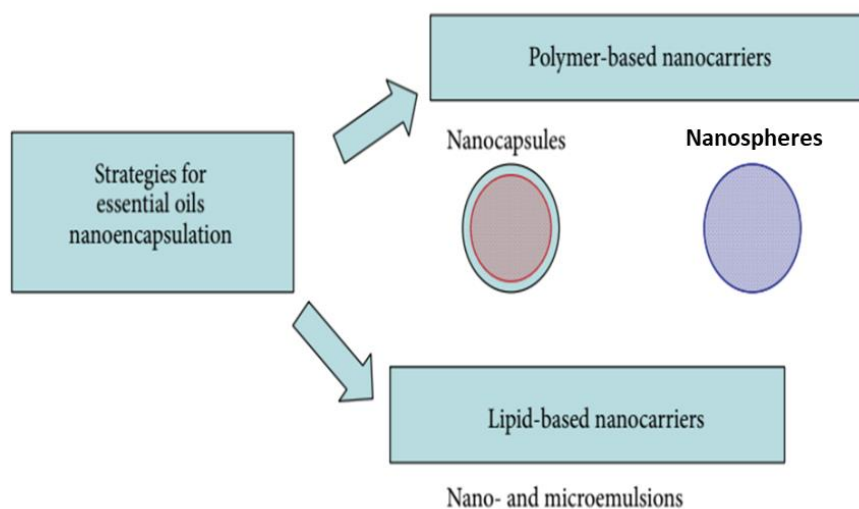 Polymer-based nanocarriers
Strategies for
essential oils
nanoencapsulation
Nanocapsules
Nanospheres
Lipid-based nanocarriers
Nano- and microemulsions